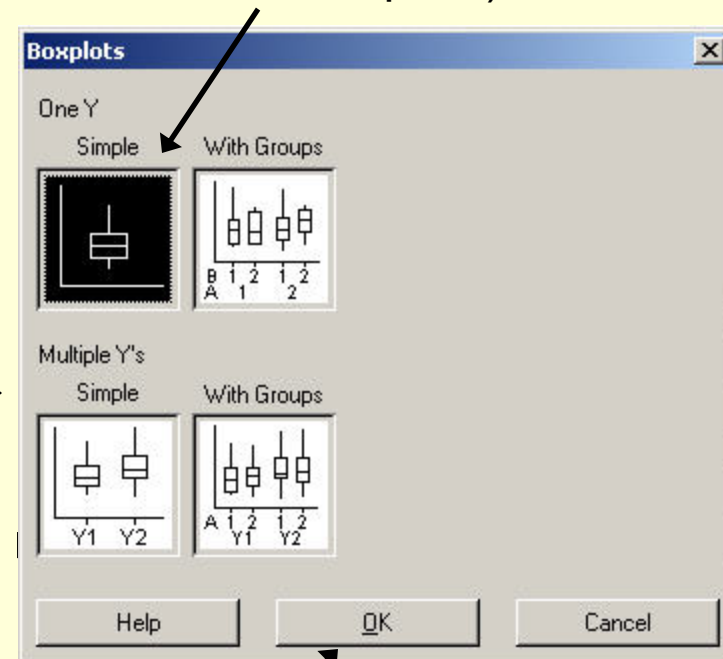 Boxplots
One Y
Simple With Groups
B 1 2 1 2
A 1 2
Multiple Y's
Simple With Groups
Y1 Y2
A 1 2 1 2
Y1 Y2
Help OK Cancel